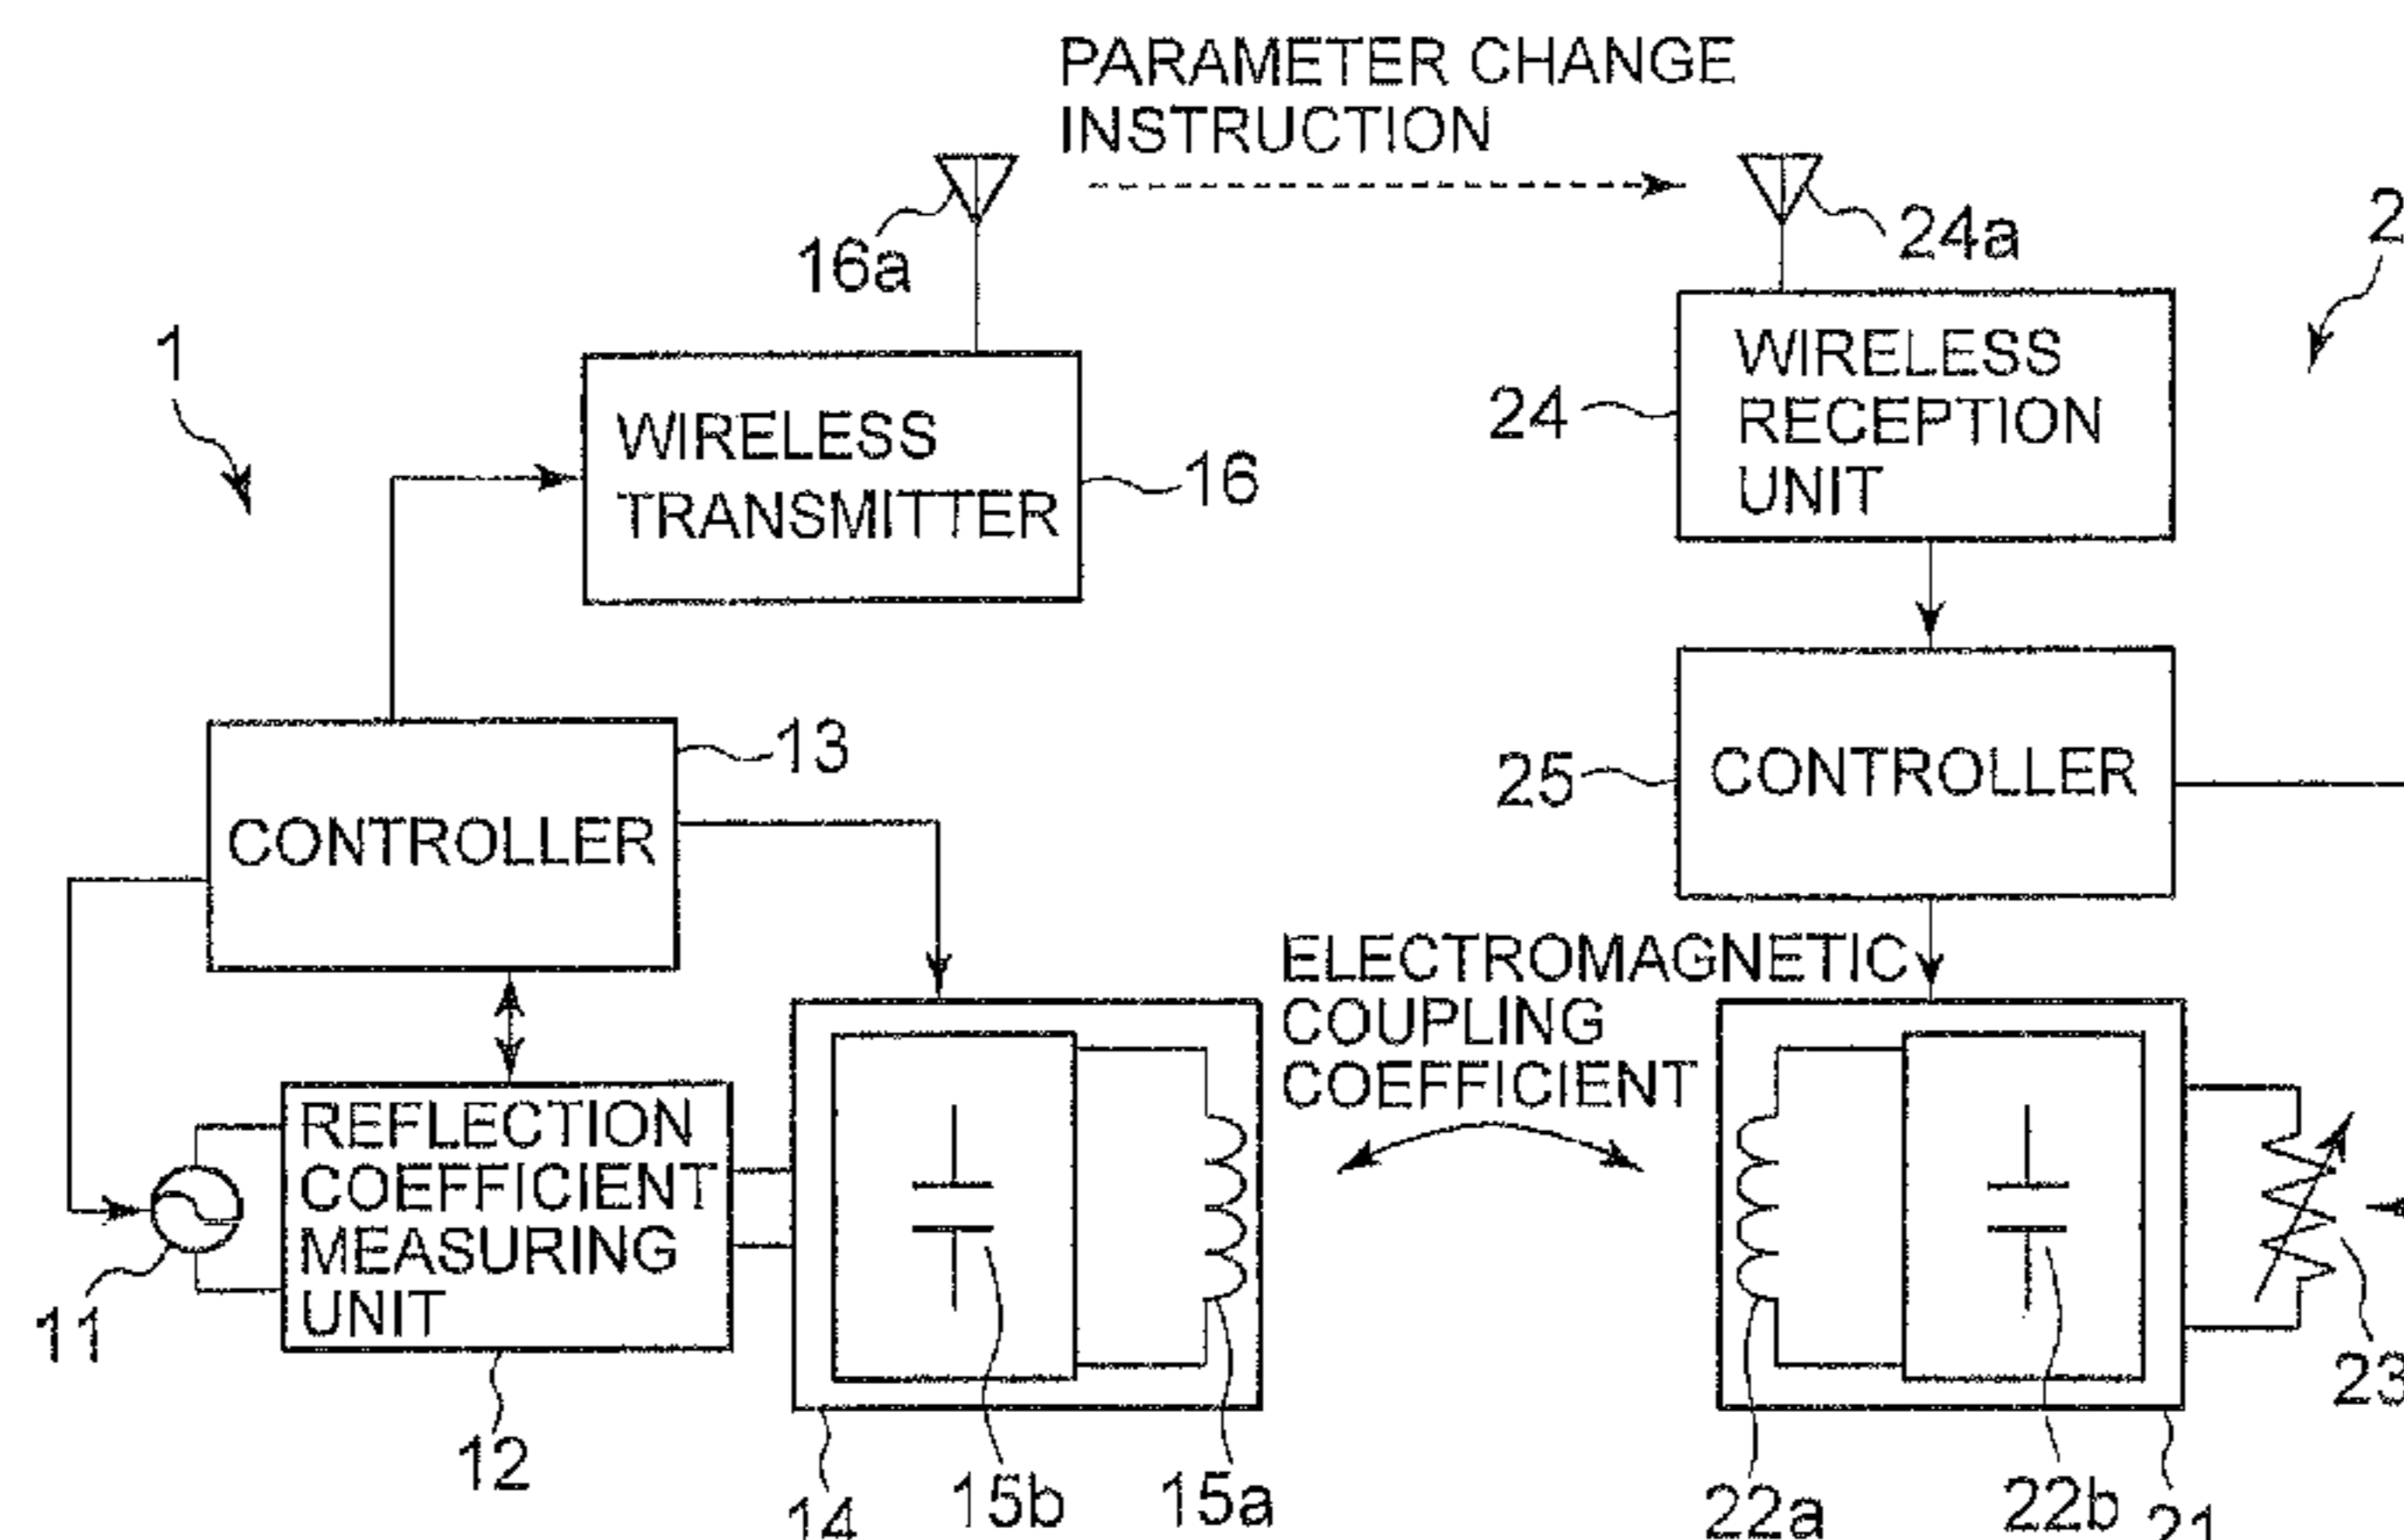 PARAMETER CHANGE
INSTRUCTION
16a
24a
2
1
WIRELESS
TRANSMITTER
16
24
WIRELESS
RECEPTION
UNIT
13
CONTROLLER
25
CONTROLLER
ELECTROMAGNETIC
COUPLING
COEFFICIENT
REFLECTION
COEFFICIENT
MEASURING
UNIT
11
12
14
15b
15a
22a
22b
21
23